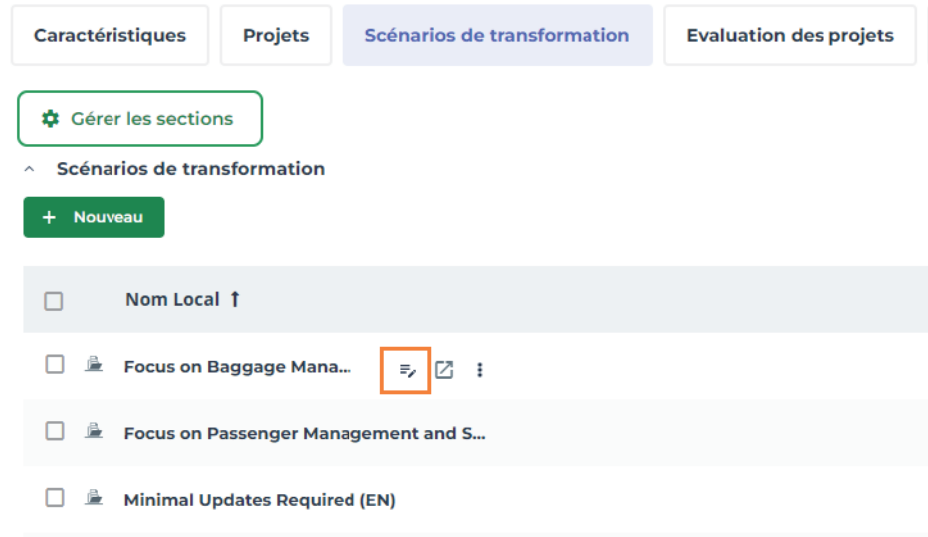 Caractéristiques Projets Scénarios de transformation Evaluation des projets
Gérer les sections
Scénarios de transformation
+ Nouveau
Nom Local ↑
Focus on Baggage Mana...
Focus on Passenger Management and S...
Minimal Updates Required (EN)